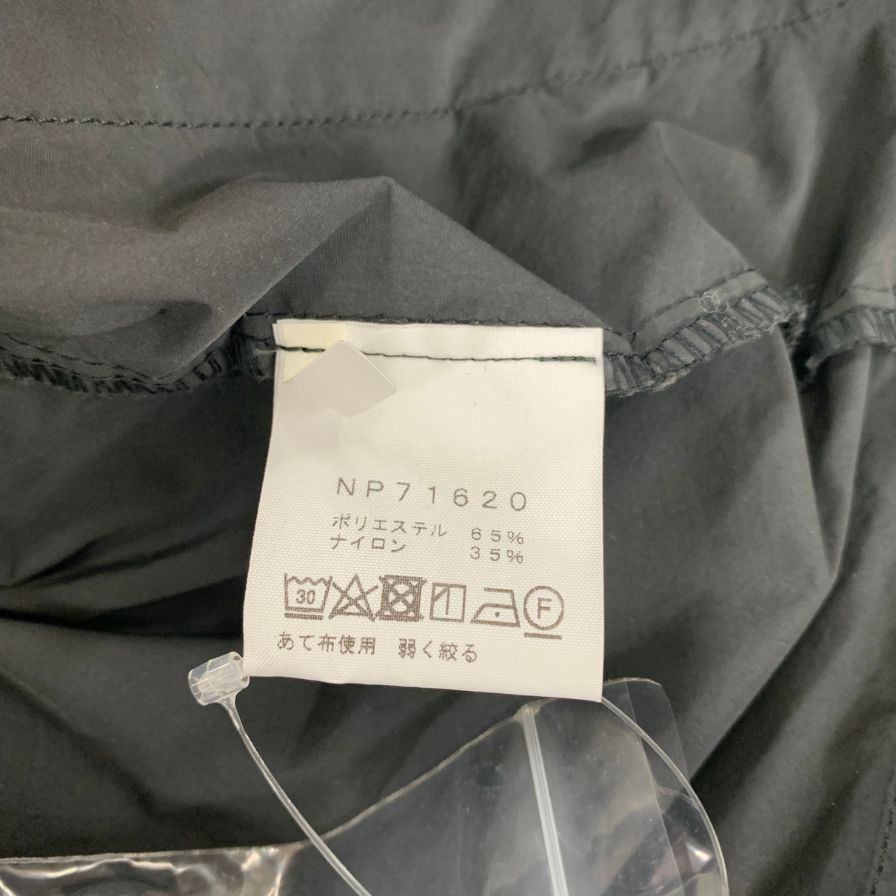 NP71620
ポリエステル 65%
ナイロン 35%
30 F
あて布使用 弱く絞る